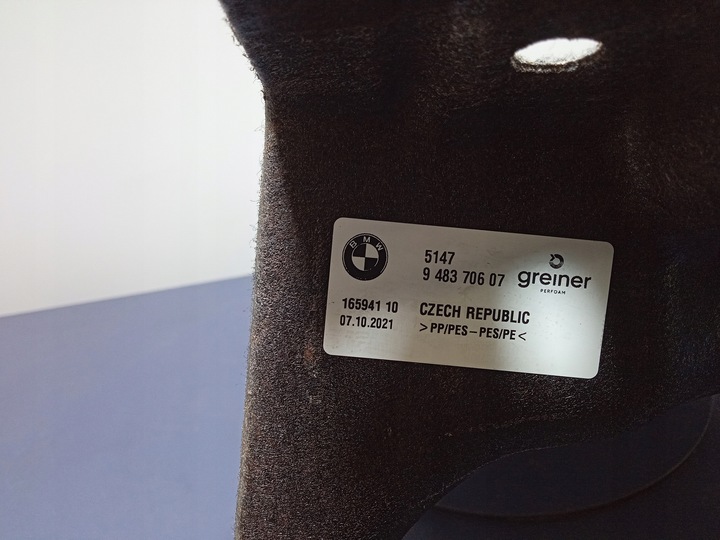 BMW
5147
9 483 706 07
greiner
PERFOAM
165941 10
07.10.2021
CZECH REPUBLIC
>PP/PES–PES/PE<